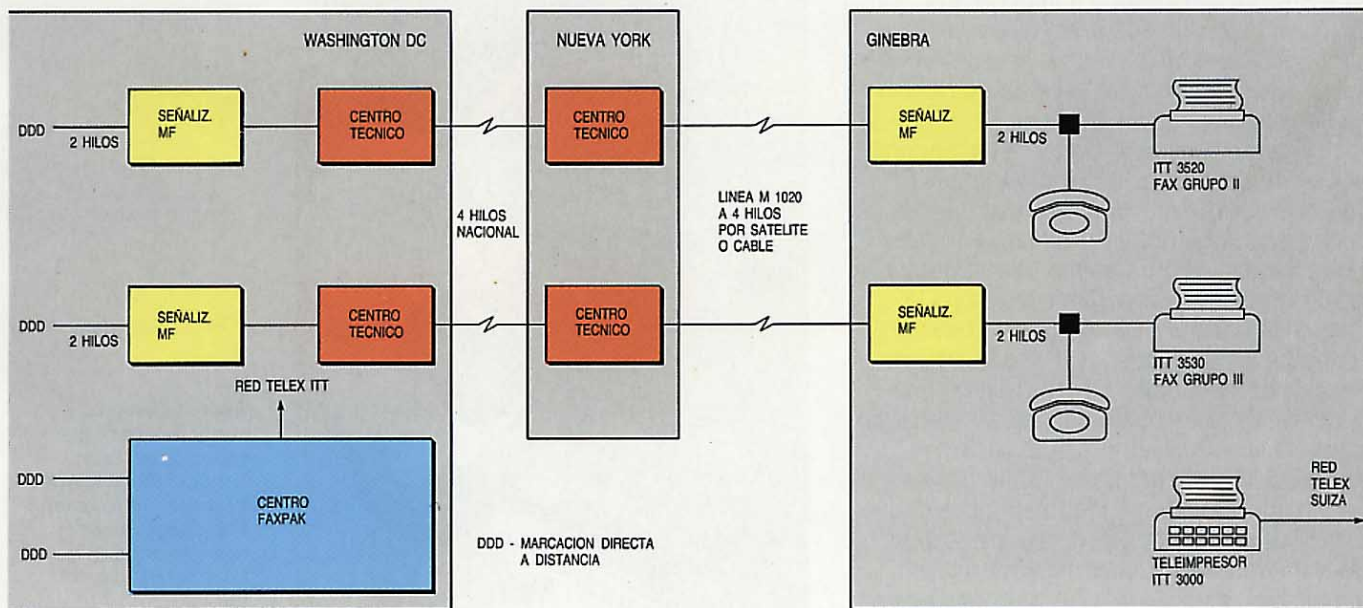 WASHINGTON DC
NUEVA YORK
GINEBRA
DDD
2 HILOS
SEÑALIZ.
MF
CENTRO
TECNICO
CENTRO
TECNICO
SEÑALIZ.
MF
2 HILOS
ITT 3520
FAX GRUPO II
4 HILOS
NACIONAL
LINEA M 1020
A 4 HILOS
POR SATELITE
O CABLE
DDD
2 HILOS
SEÑALIZ.
MF
CENTRO
TECNICO
CENTRO
TECNICO
SEÑALIZ.
MF
2 HILOS
ITT 3530
FAX GRUPO III
RED TELEX ITT
DDD
DDD
CENTRO
FAXPAK
DDD - MARCACION DIRECTA
A DISTANCIA
TELEIMPRESOR
ITT 3000
RED
TELEX
SUIZA